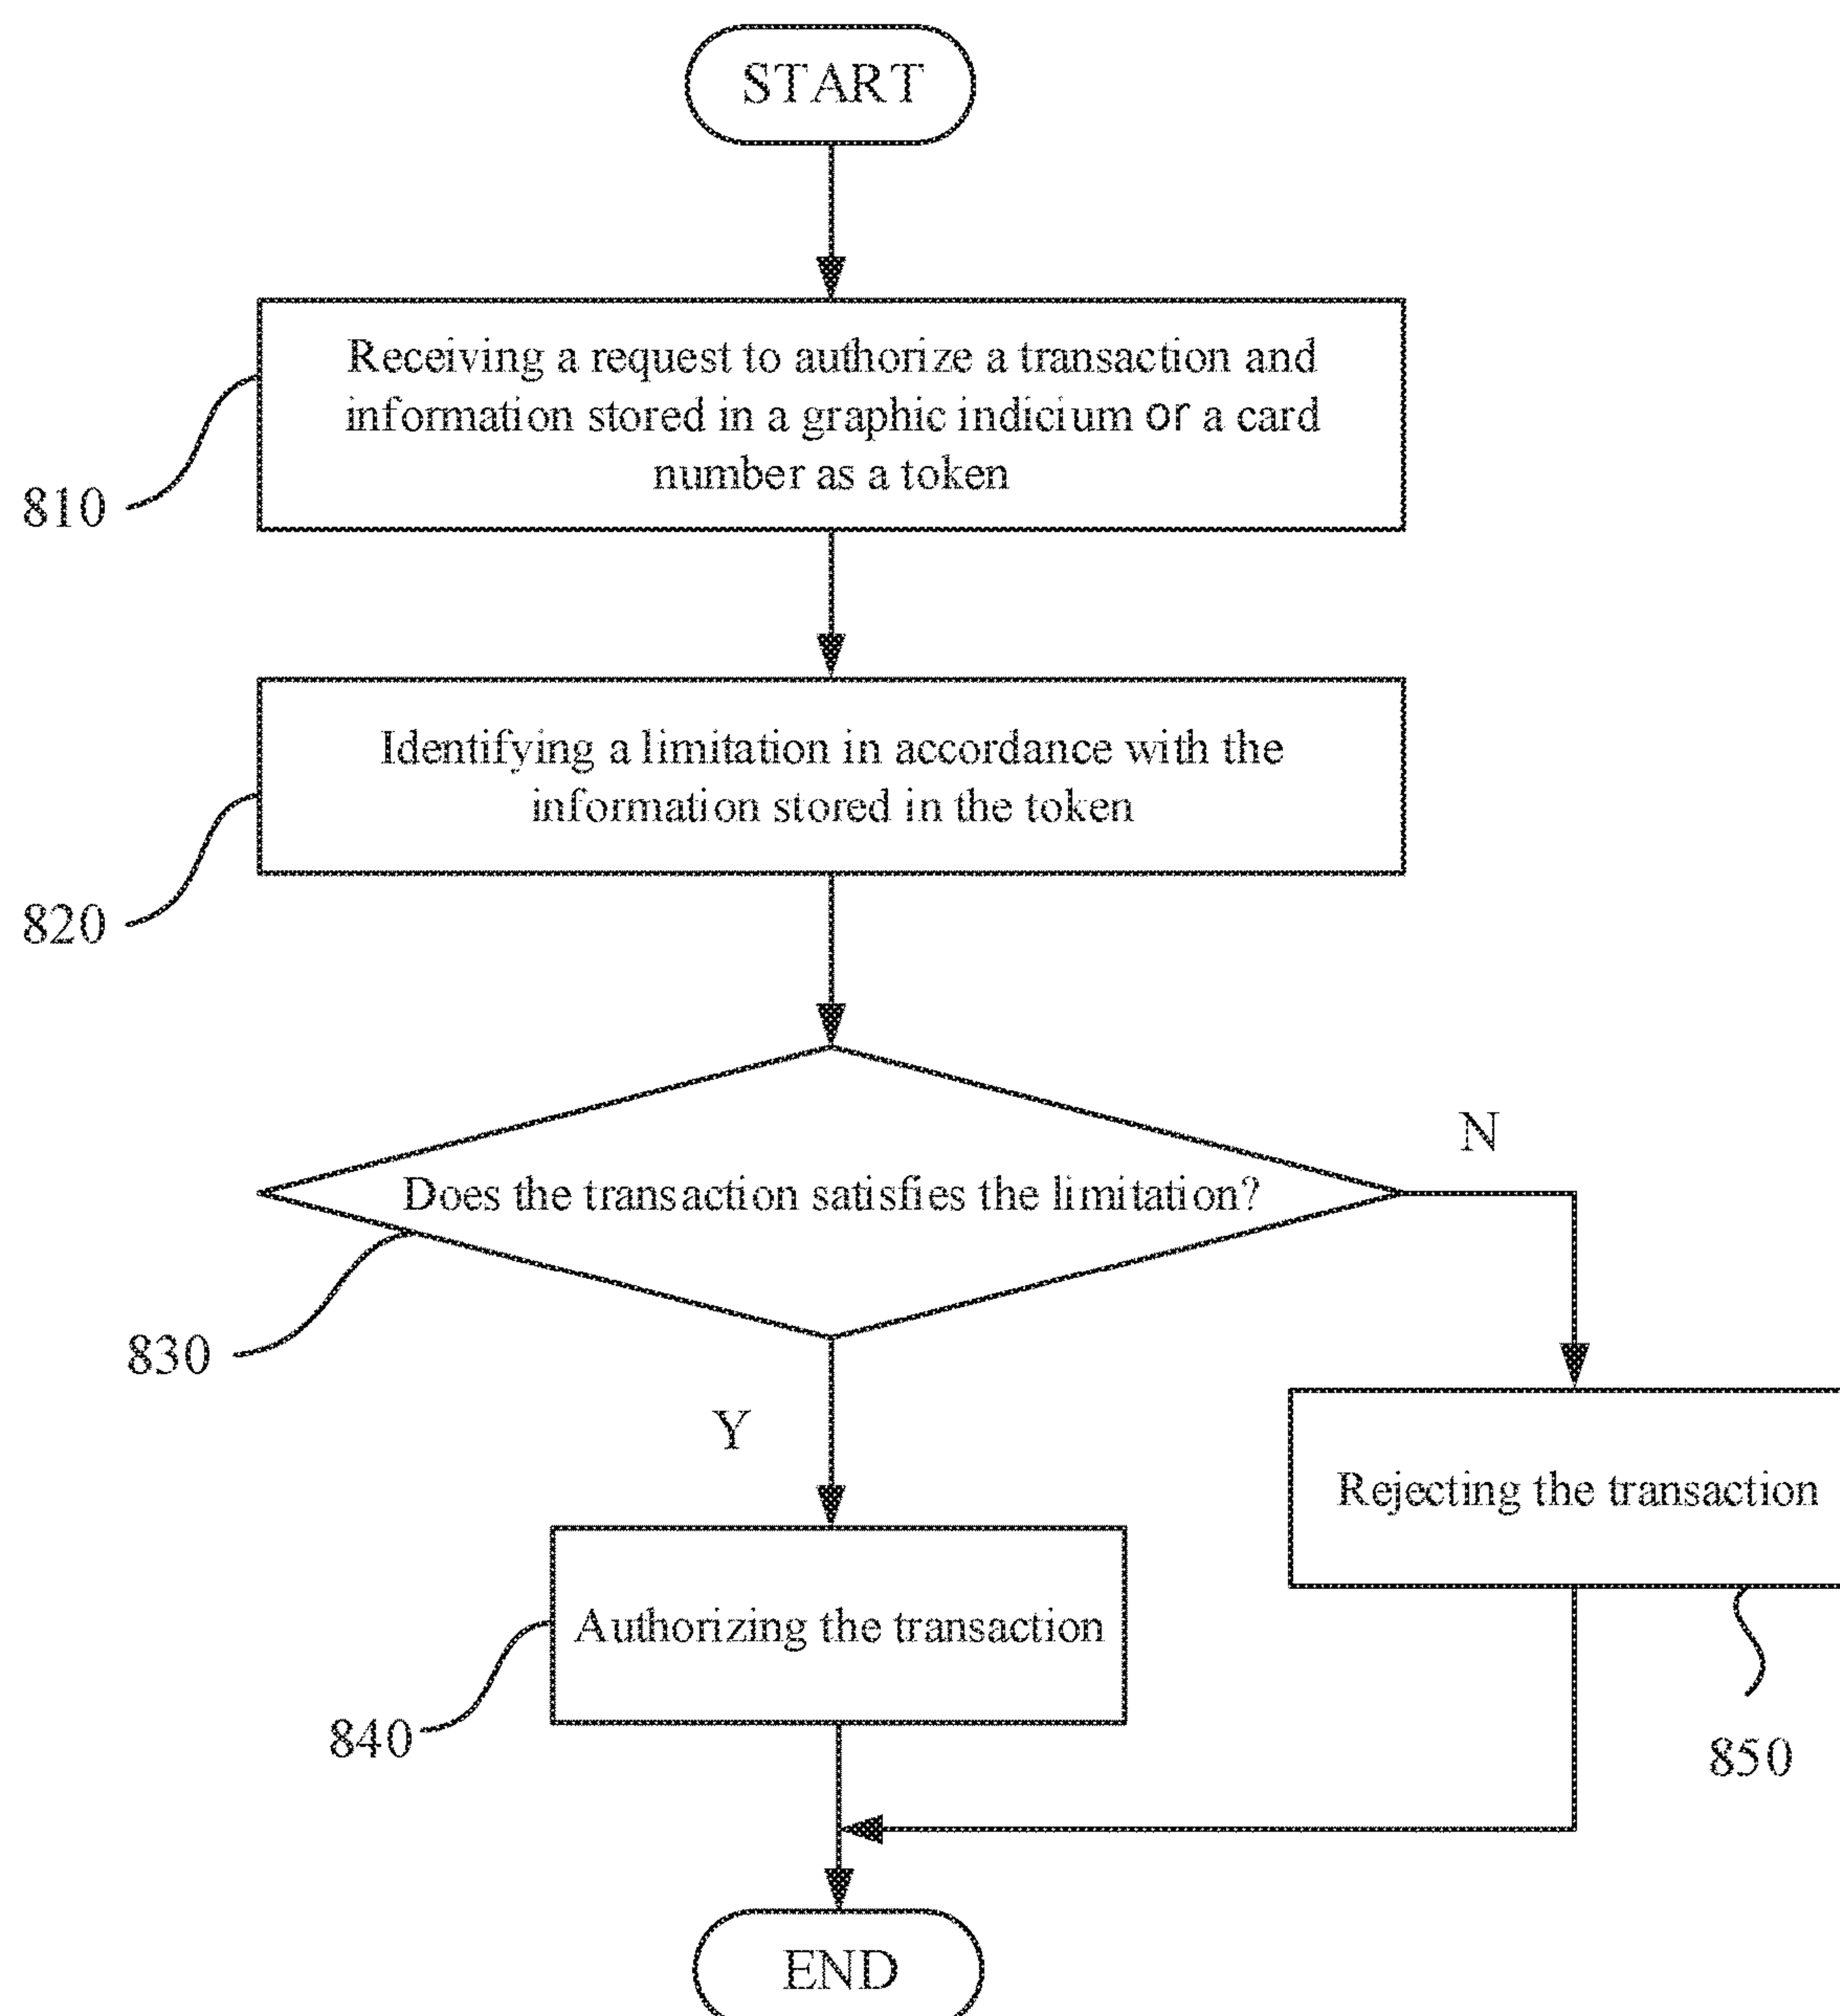 START
Receiving a request to authorize a transaction and
information stored in a graphic indicium or a card
number as a token
810
Identifying a limitation in accordance with the
information stored in the token
820
N
Does the transaction satisfies the limitation?
830
Y
Rejecting the transaction
Authorizing the transaction
840
850
END